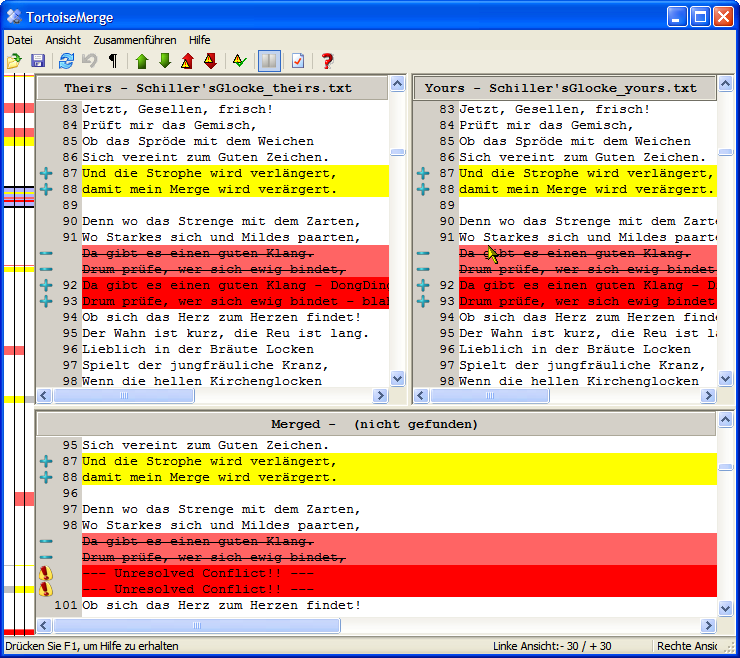 TortoiseMerge
Datei Ansicht Zusammenführen Hilfe
Theirs - Schiller'sGlocke_theirs.txt
83 Jetzt, Gesellen, frisch!
84 Prüft mir das Gemisch,
85 Ob das Spröde mit dem Weichen
86 Sich vereint zum Guten Zeichen.
87 Und die Strophe wird verlängert,
88 damit mein Merge wird verärgert.
89
90 Denn wo das Strenge mit dem Zarten,
91 Wo Starkes sich und Mildes paarten,
Da gibt es einen guten Klang.
Drum prüfe, wer sich ewig bindet,
92 Da gibt es einen guten Klang - DongDing
93 Drum prüfe, wer sich ewig bindet - blab
94 Ob sich das Herz zum Herzen findet!
95 Der Wahn ist kurz, die Reu ist lang.
96 Lieblich in der Bräute Locken
97 Spielt der jungfräuliche Kranz,
98 Wenn die hellen Kirchenglocken
Yours - Schiller'sGlocke_yours.txt
83 Jetzt, Gesellen, frisch!
84 Prüft mir das Gemisch,
85 Ob das Spröde mit dem Weichen
86 Sich vereint zum Guten Zeichen.
87 Und die Strophe wird verlängert,
88 damit mein Merge wird verärgert.
89
90 Denn wo das Strenge mit dem Zarte
91 Wo Starkes sich und Mildes paarte
Da gibt es einen guten Klang.
Drum prüfe, wer sich ewig bindet
92 Da gibt es einen guten Klang - D
93 Drum prüfe, wer sich ewig bindet
94 Ob sich das Herz zum Herzen find
95 Der Wahn ist kurz, die Reu ist l
96 Lieblich in der Bräute Locken
97 Spielt der jungfräuliche Kranz,
98 Wenn die hellen Kirchenglocken
Merged - (nicht gefunden)
95 Sich vereint zum Guten Zeichen.
87 Und die Strophe wird verlängert,
88 damit mein Merge wird verärgert.
96
97 Denn wo das Strenge mit dem Zarten,
98 Wo Starkes sich und Mildes paarten,
Da gibt es einen guten Klang.
Drum prüfe, wer sich ewig bindet,
--- Unresolved Conflict!! ---
--- Unresolved Conflict!! ---
101 Ob sich das Herz zum Herzen findet!
Drücken Sie F1, um Hilfe zu erhalten
Linke Ansicht:- 30 / + 30
Rechte Ansic